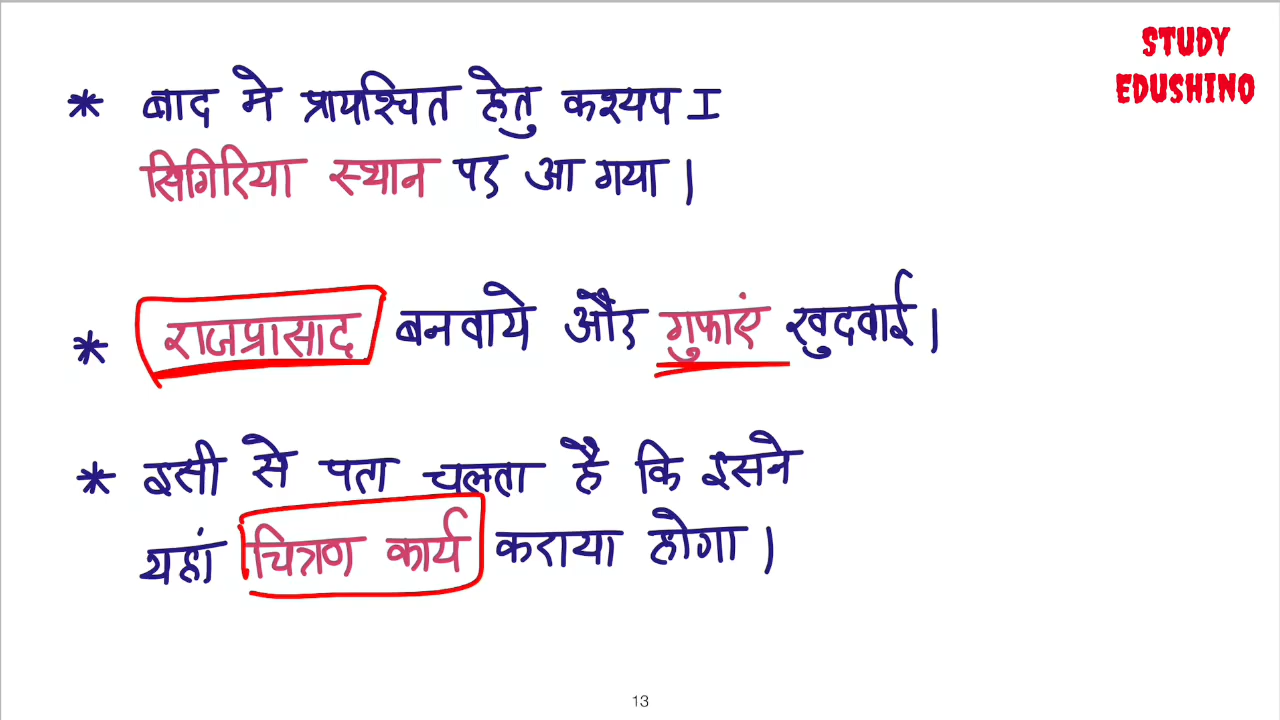 STUDY
EDUSHINO
* बाद मे प्रायश्चित हेतु कश्यप I
सिगिरिया स्थान पर आ गया।
* राजप्रासाद बनवाये और गुफाएं खुदवाई।
* इसी से पता चलता है कि इसने
यहां चित्रण कार्य कराया होगा।
13